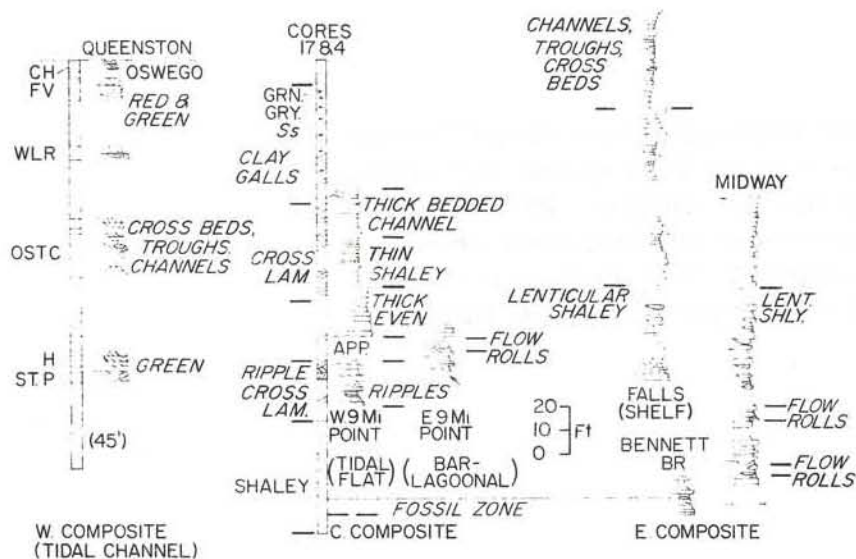 QUEENSTON
CH
FV
OSWEGO
RED &
GREEN
WLR
CROSS BEDS,
TROUGHS.
CHANNELS
OSTC
H
ST.P
GREEN
(45')
W. COMPOSITE
(TIDAL CHANNEL)
CORES
17 8.4
GRN.
GRY.
Ss
CLAY
GALLS
CROSS
LAM.
RIPPLE
CROSS
LAM.
SHALEY
THICK BEDDED
CHANNEL
THIN
SHALEY
THICK
EVEN
APP.
RIPPLES
FLOW
ROLLS
W 9 Mi
POINT
E 9 Mi
POINT
(TIDAL
FLAT)
(BAR-
LAGOONAL)
FOSSIL ZONE
C. COMPOSITE
20
10
0
Ft
CHANNELS,
TROUGHS,
CROSS
BEDS
LENTICULAR
SHALEY
FALLS
(SHELF)
BENNETT
BR
E. COMPOSITE
MIDWAY
LENT.
SHLY.
FLOW
ROLLS
FLOW
ROLLS